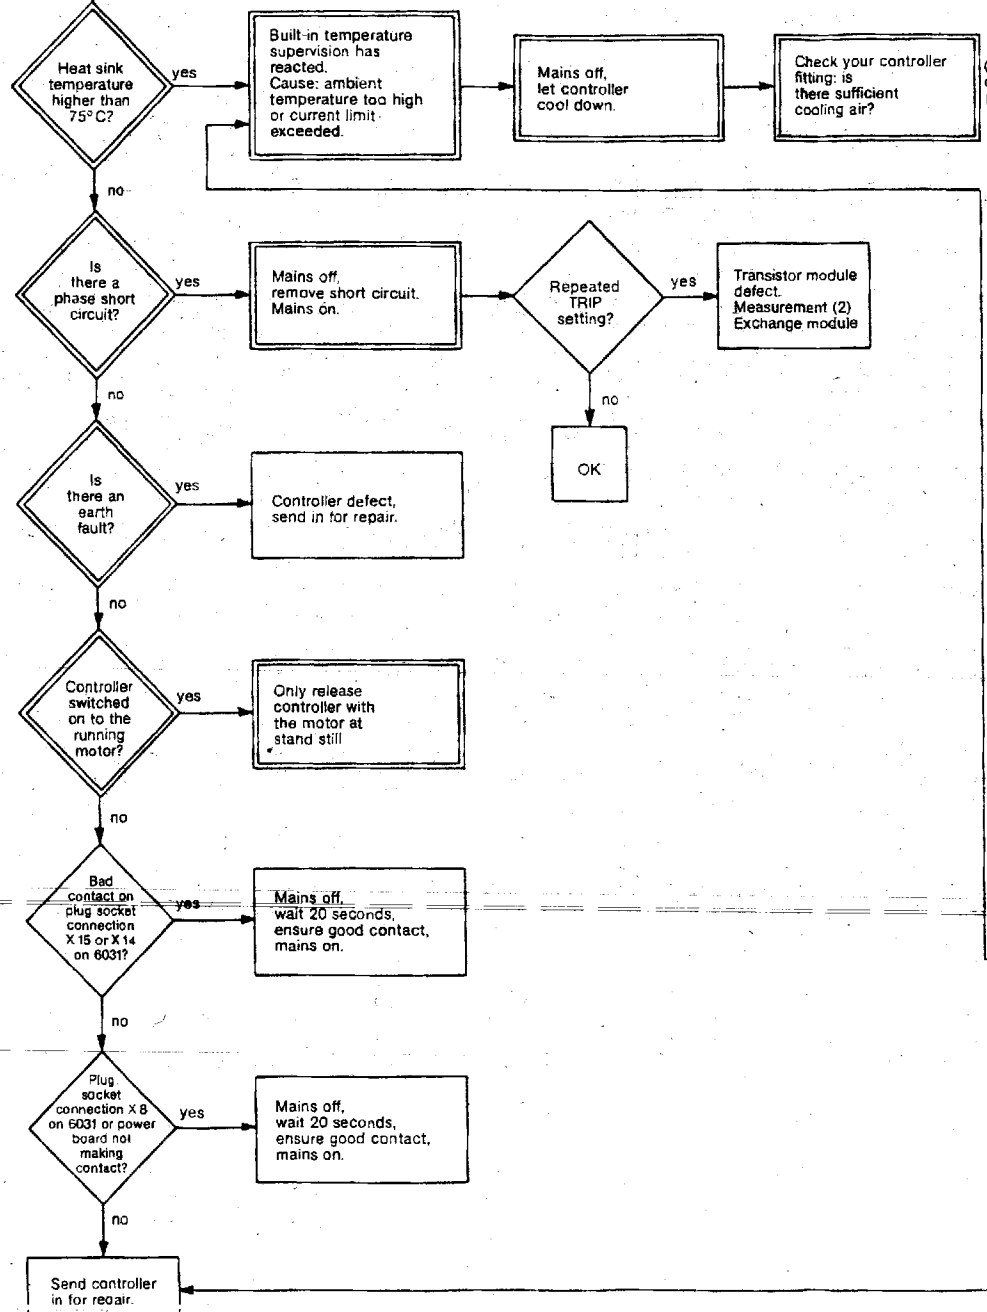 Heat sink
temperature
higher than
75°C?
yes
Built-in temperature
supervision has
reacted.
Cause: ambient
temperature too high
or current limit
exceeded.
Mains off,
let controller
cool down.
Check your controller
fitting: is
there sufficient
cooling air?
no
Is
there a
phase short
circuit?
yes
Mains off,
remove short circuit.
Mains on.
Repeated
TRIP
setting?
yes
Transistor module
defect.
Measurement (2)
Exchange module
no
OK
no
Is
there an
earth
fault?
yes
Controller defect,
send in for repair.
no
Controller
switched
on to the
running
motor?
yes
Only release
controller with
the motor at
stand still
no
Bad
contact on
plug socket
connection
X 15 or X 14
on 6031?
yes
Mains off,
wait 20 seconds,
ensure good contact,
mains on.
no
Plug
socket
connection X 8
on 6031 or power
board not
making
contact?
yes
Mains off,
wait 20 seconds,
ensure good contact,
mains on.
no
Send controller
in for repair.